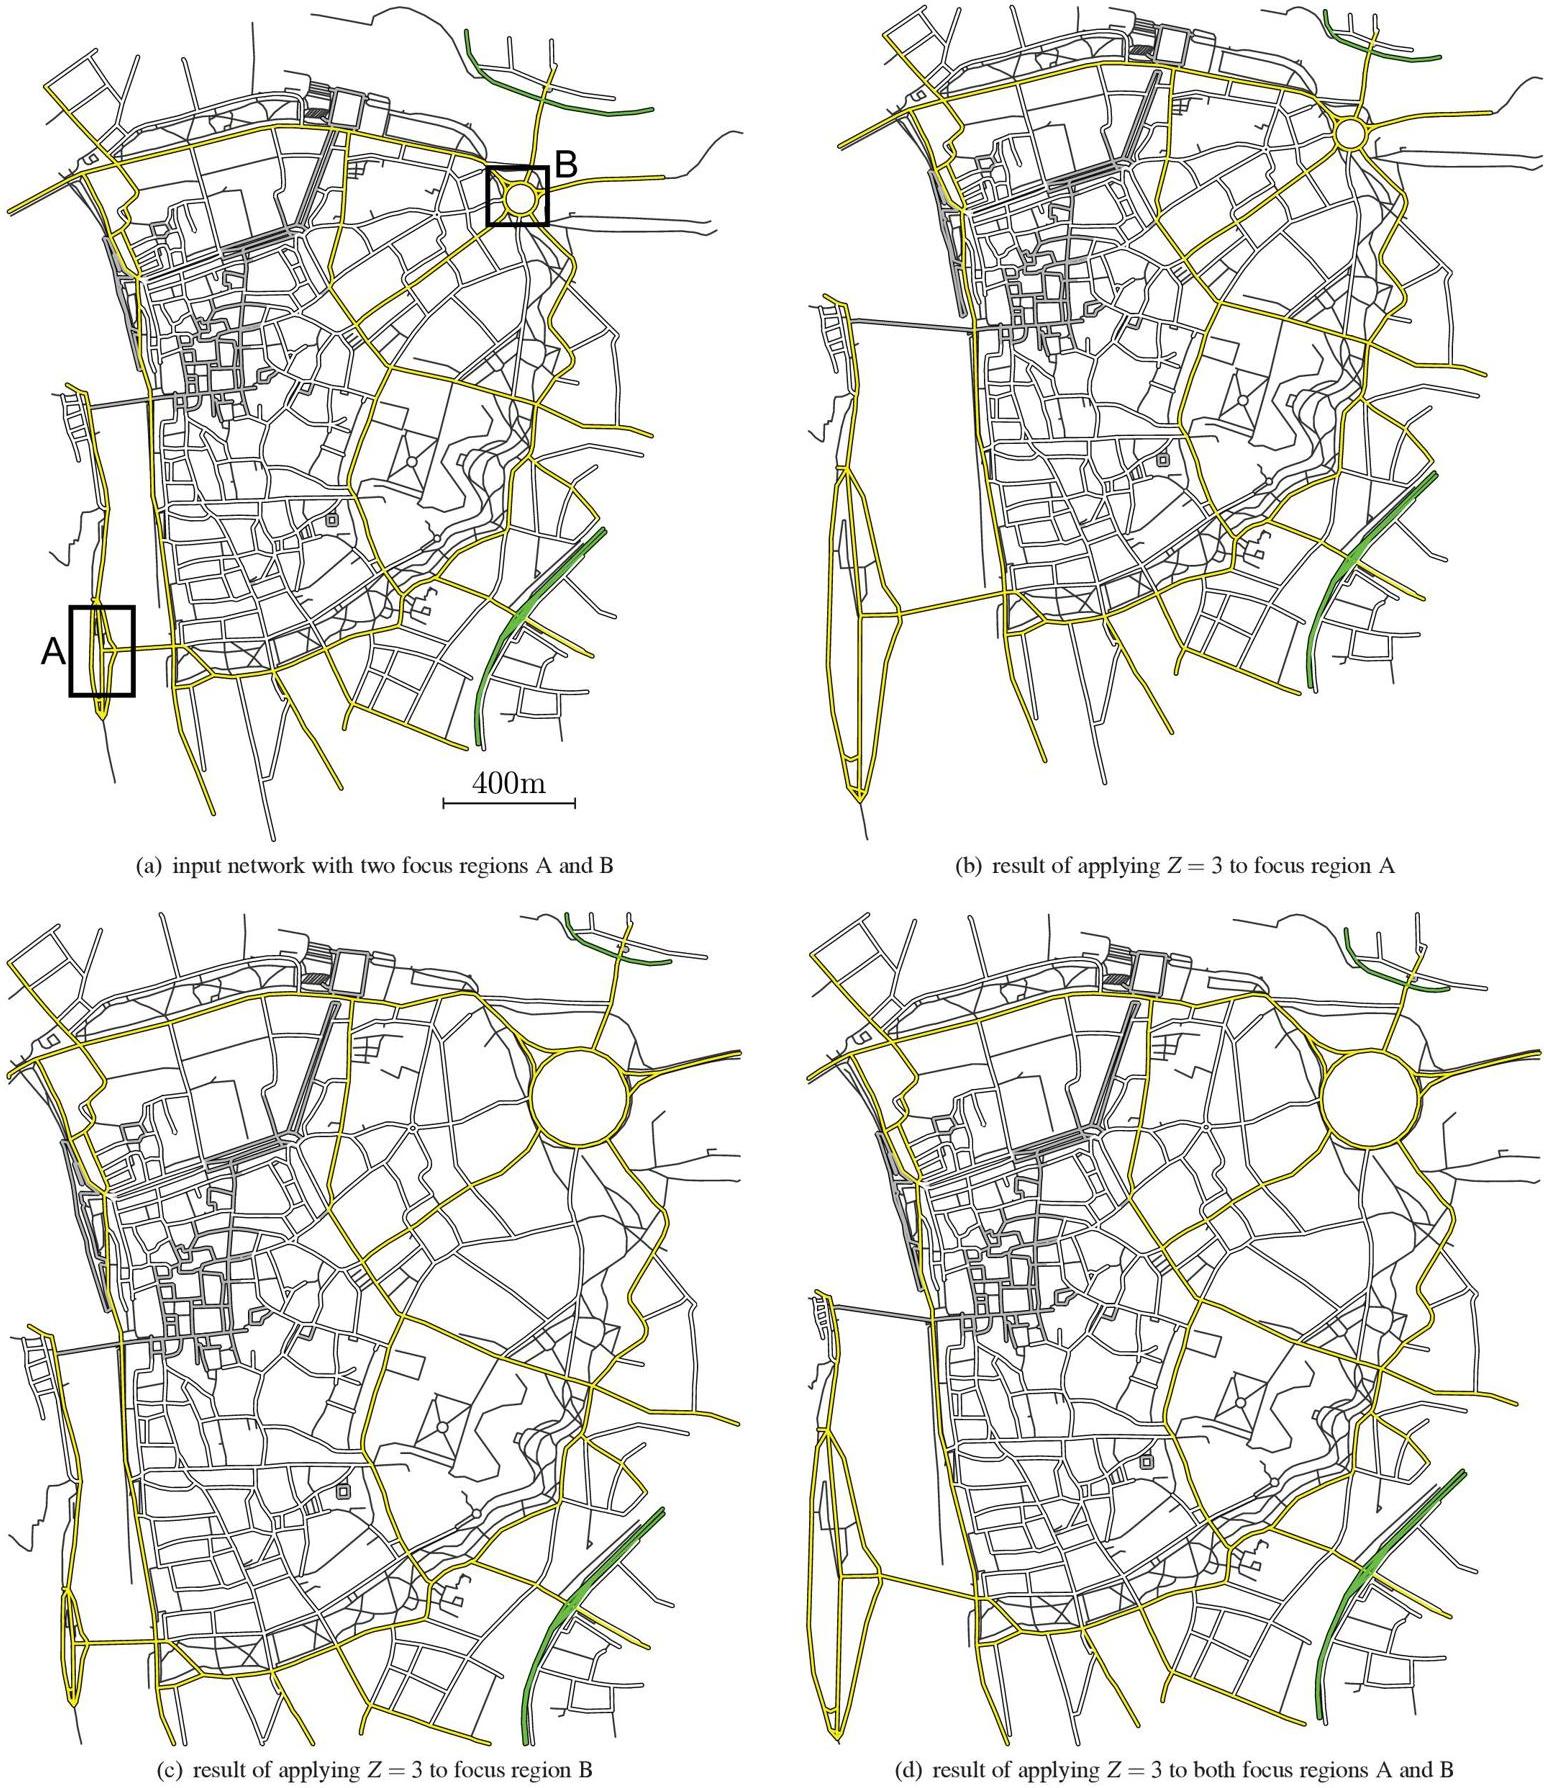 B
A
400m
(a) input network with two focus regions A and B
(b) result of applying Z = 3 to focus region A
(c) result of applying Z = 3 to focus region B
(d) result of applying Z = 3 to both focus regions A and B